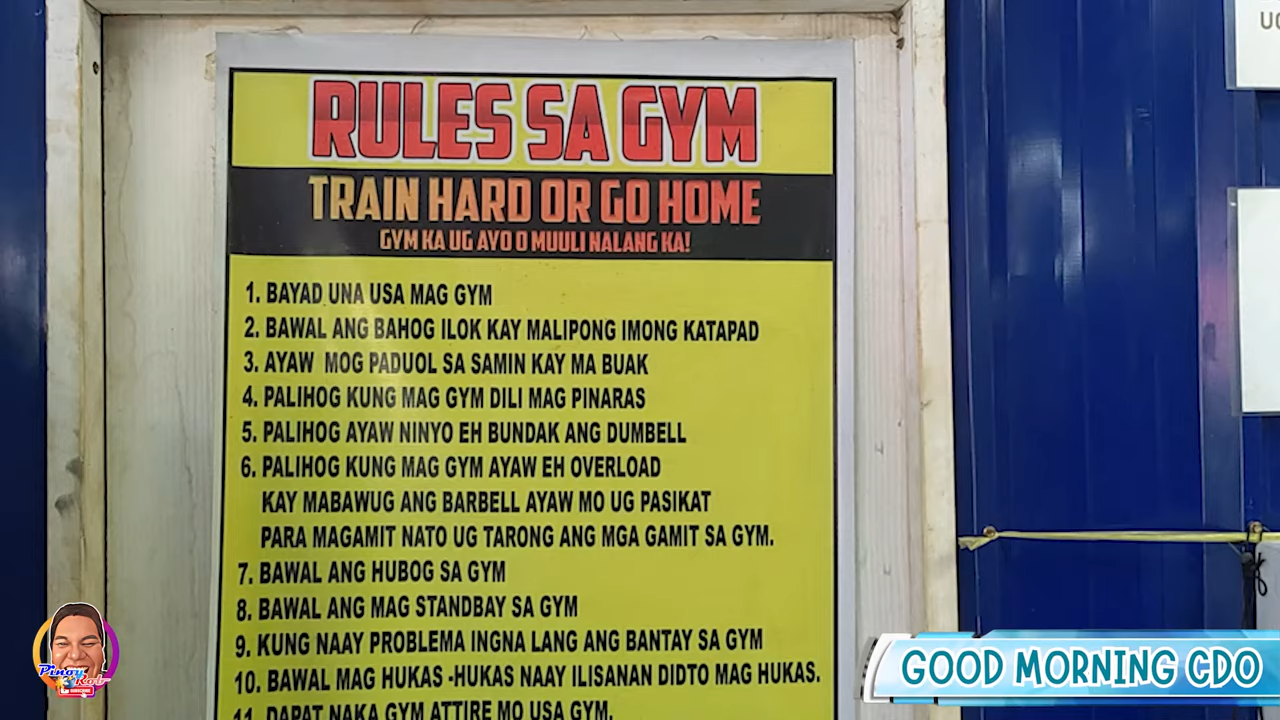 RULES SA GYM
TRAIN HARD OR GO HOME
GYM KA UG AYO O MUULI NALANG KA!
1. BAYAD UNA USA MAG GYM
2. BAWAL ANG BAHOG ILOK KAY MALIPONG IMONG KATAPAD
3. AYAW MOG PADUOL SA SAMIN KAY MA BUAK
4. PALIHOG KUNG MAG GYM DILI MAG PINARAS
5. PALIHOG AYAW NINYO EH BUNDAK ANG DUMBELL
6. PALIHOG KUNG MAG GYM AYAW EH OVERLOAD
KAY MABAWUG ANG BARBELL AYAW MO UG PASIKAT
PARA MAGAMIT NATO UG TARONG ANG MGA GAMIT SA GYM.
7. BAWAL ANG HUBOG SA GYM
8. BAWAL ANG MAG STANDBAY SA GYM
9. KUNG NAAY PROBLEMA INGNA LANG ANG BANTAY SA GYM
10. BAWAL MAG HUKAS -HUKAS NAAY ILISANAN DIDTO MAG HUKAS.
11. DAPAT NAKA GYM ATTIRE MO USA GYM.
Pinoy
SUBSCRIBE
GOOD MORNING CDO